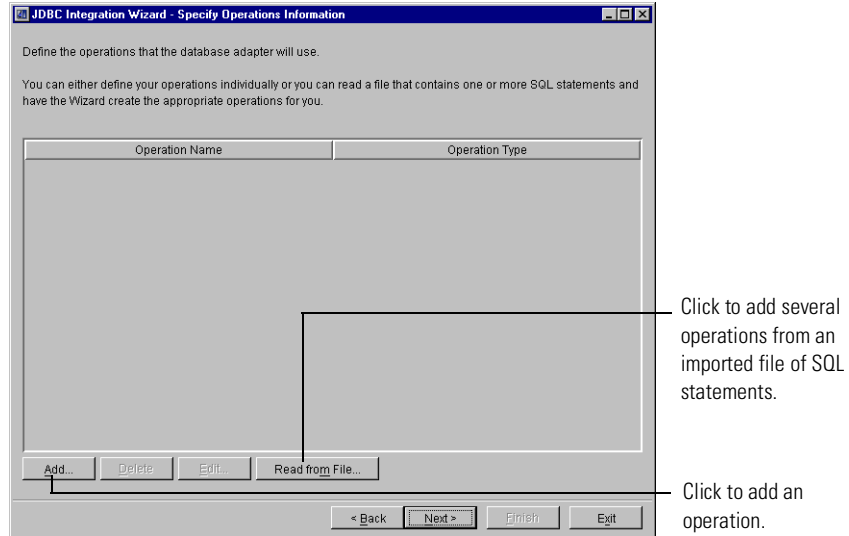 JDBC Integration Wizard - Specify Operations Information
Define the operations that the database adapter will use.
You can either define your operations individually or you can read a file that contains one or more SQL statements and
have the Wizard create the appropriate operations for you.
Operation Name Operation Type
Click to add several
operations from an
imported file of SQL
statements.
Add... Delete Edit... Read from File...
Click to add an
operation.
< Back Next > Finish Exit